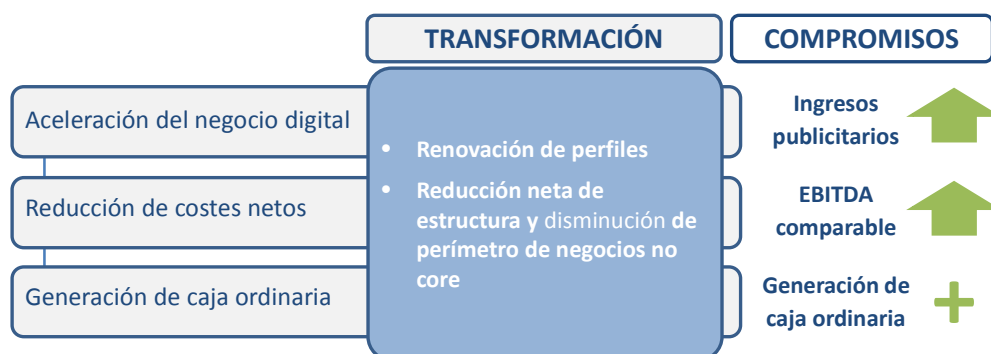 TRANSFORMACIÓN
COMPROMISOS
Aceleración del negocio digital
Reducción de costes netos
Generación de caja ordinaria
• Renovación de perfiles
• Reducción neta de
estructura y disminución de
perímetro de negocios no
core
Ingresos
publicitarios
EBITDA
comparable
Generación de
caja ordinaria